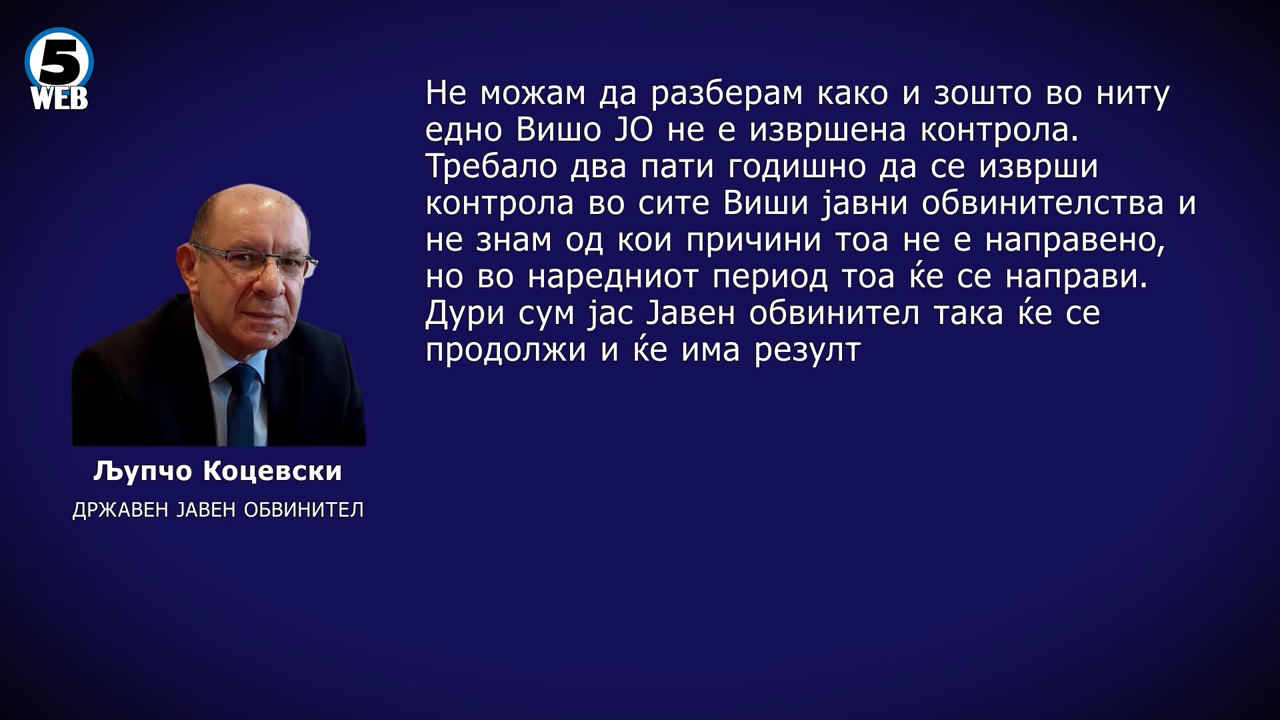 5
WEB
Не можам да разберам како и зошто во ниту
едно Вишо ЈО не е извршена контрола.
Требало два пати годишно да се изврши
контрола во сите Виши јавни обвинителства и
не знам од кои причини тоа не е направено,
но во наредниот период тоа ќе се направи.
Дури сум јас Јавен обвинител така ќе се
продолжи и ќе има резулт
Љупчо Коцевски
ДРЖАВЕН ЈАВЕН ОБВИНИТЕЛ